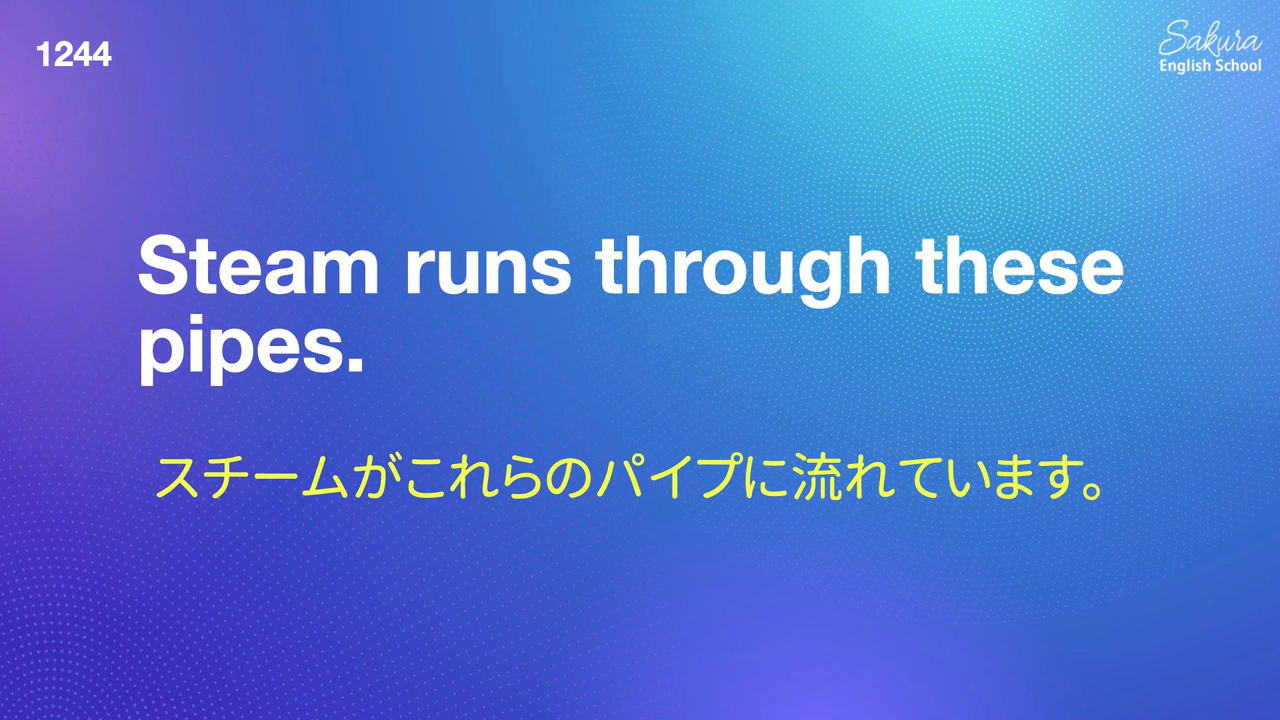 1244
Sakura
English School
Steam runs through these
pipes.
スチームがこれらのパイプに流れています。